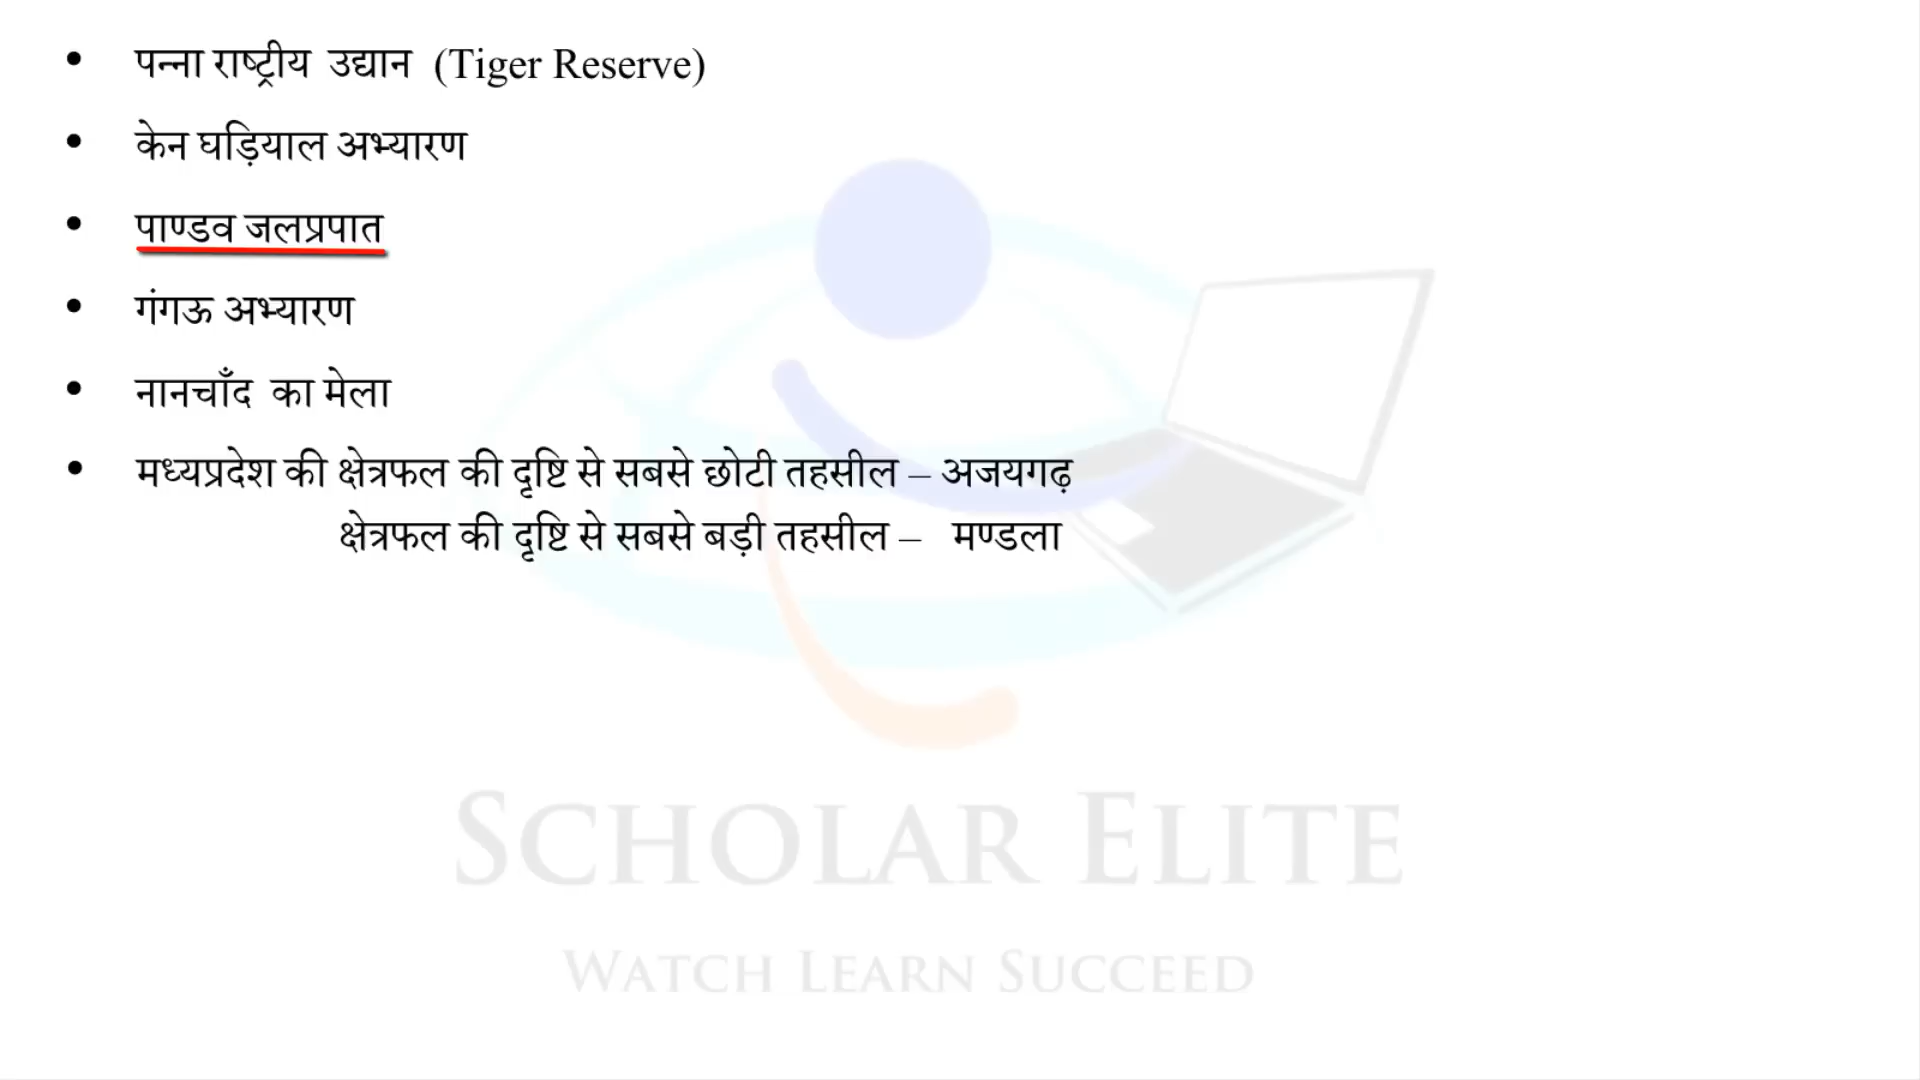 • पन्ना राष्ट्रीय उद्यान (Tiger Reserve)
• केन घड़ियाल अभ्यारण
• पाण्डव जलप्रपात
• गंगऊ अभ्यारण
• नानचाँद का मेला
• मध्यप्रदेश की क्षेत्रफल की दृष्टि से सबसे छोटी तहसील – अजयगढ़
क्षेत्रफल की दृष्टि से सबसे बड़ी तहसील – मण्डला
SCHOLAR ELITE
WATCH LEARN SUCCEED